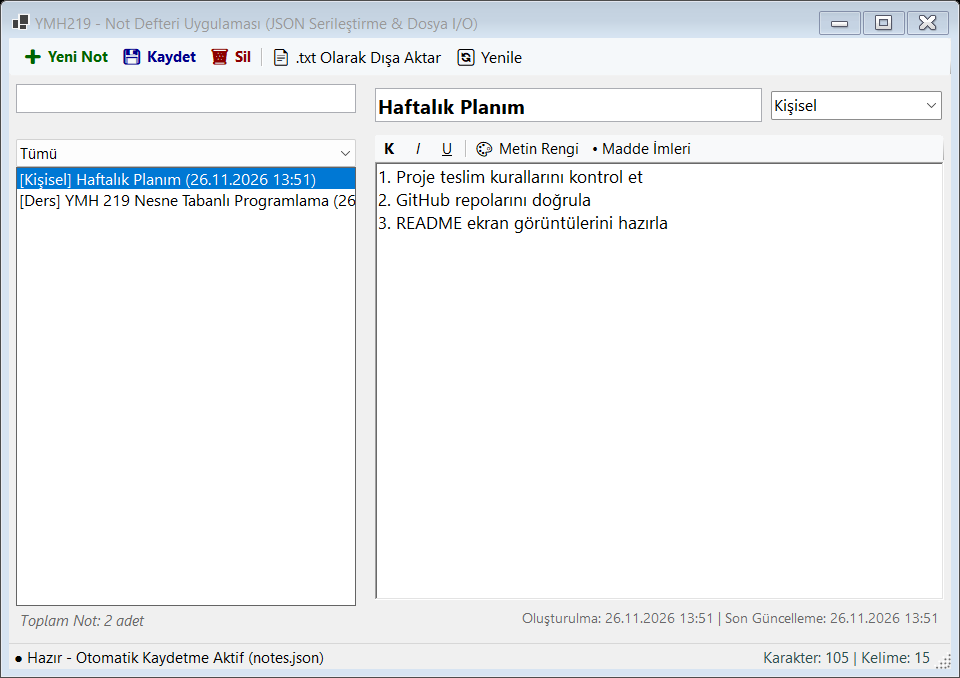 YMH219 - Not Defteri Uygulaması (JSON Serileştirme & Dosya I/O)
Yeni Not Kaydet Sil .txt Olarak Dışa Aktar Yenile
Haftalık Planım Kişisel
Tümü
K I U Metin Rengi • Madde İmleri
[Kişisel] Haftalık Planım (26.11.2026 13:51)
[Ders] YMH 219 Nesne Tabanlı Programlama (26
1. Proje teslim kurallarını kontrol et
2. GitHub repolarını doğrula
3. README ekran görüntülerini hazırla
Toplam Not: 2 adet
Oluşturulma: 26.11.2026 13:51 | Son Güncelleme: 26.11.2026 13:51
● Hazır - Otomatik Kaydetme Aktif (notes.json)
Karakter: 105 | Kelime: 15